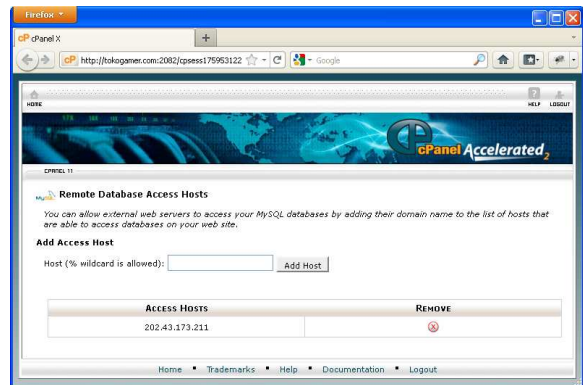 Firefox
cP cPanel X
+
cP http://tokogamer.com:2082/cpsess175953122
Google
HOME
HELP LOGOUT
cPanel Accelerated2
CPANEL 11
MySQL Remote Database Access Hosts
You can allow external web servers to access your MySQL databases by adding their domain name to the list of hosts that
are able to access databases on your web site.
Add Access Host
Host (% wildcard is allowed): Add Host
ACCESS HOSTS REMOVE
202.43.173.211
Home ▪ Trademarks ▪ Help ▪ Documentation ▪ Logout